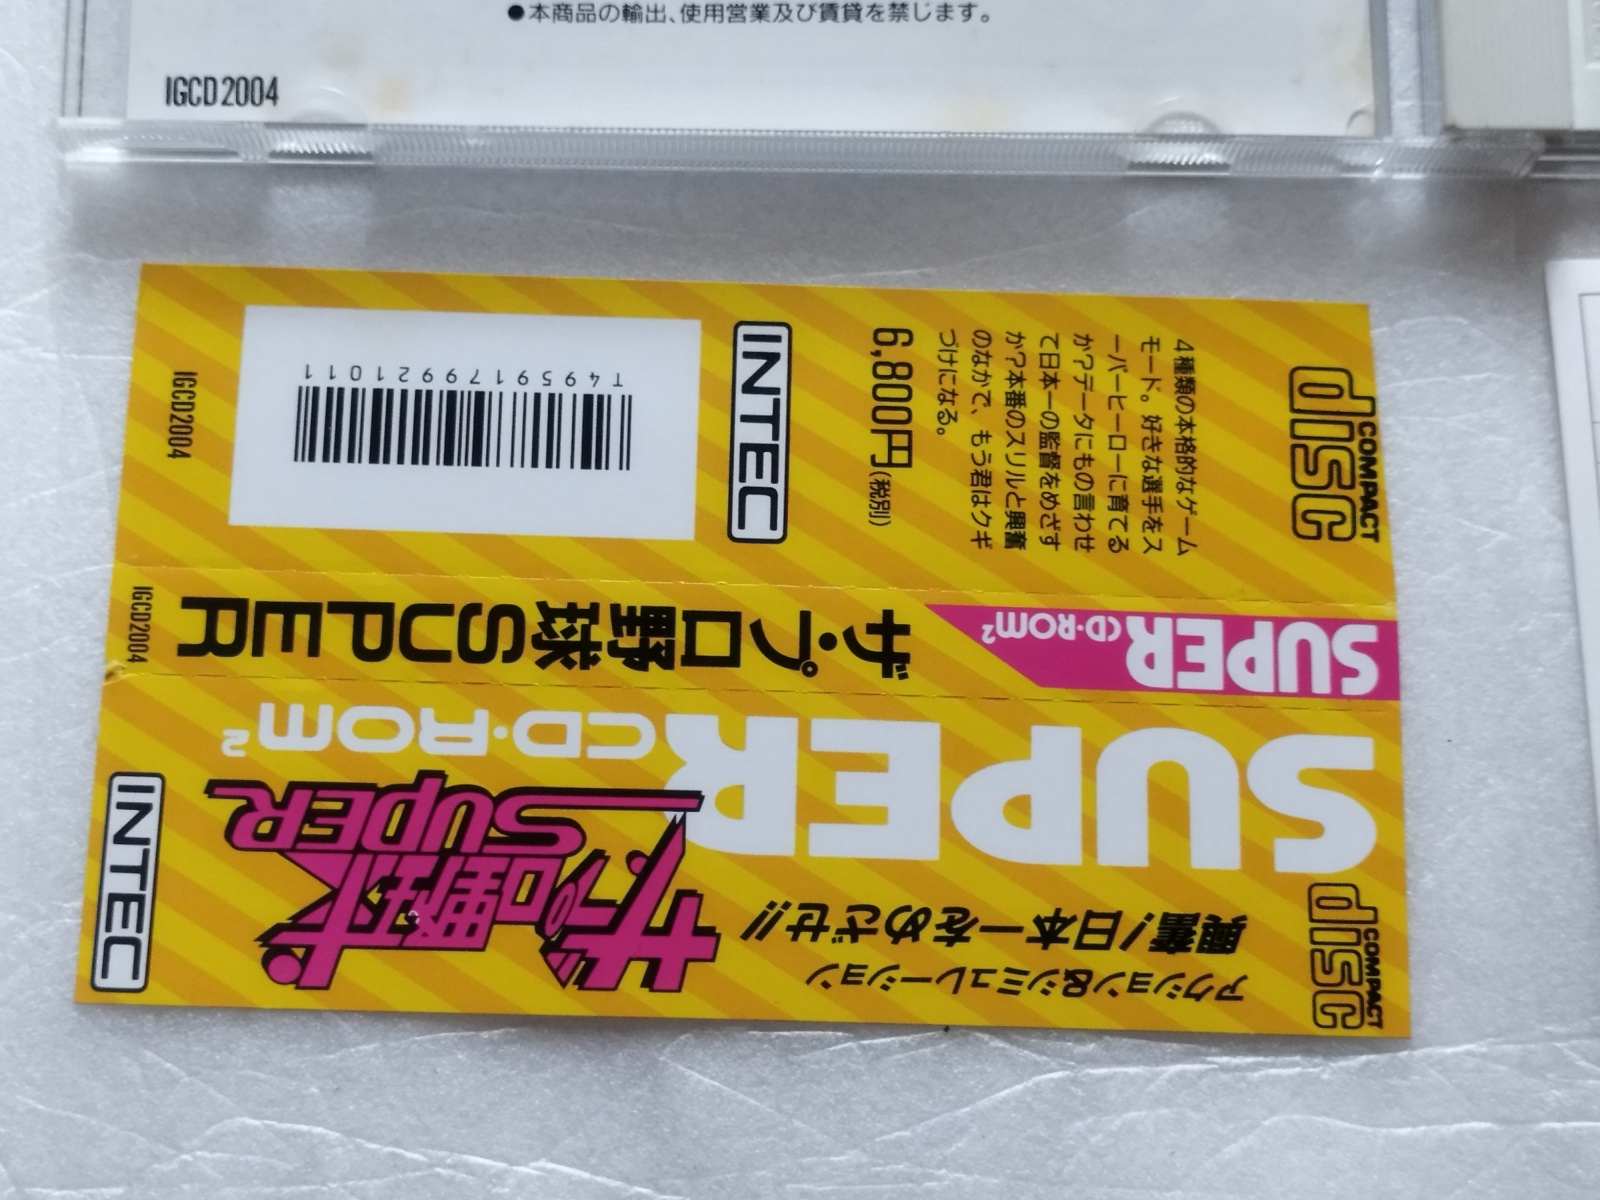 ●本商品の輸出、使用営業及び賃貸を禁じます。
IGCD2004
COMPACT
disc
4種類の本格的なゲーム
モード。好きな選手をス
ーパーヒーローに育てる
か?データにもの言わせ
て日本一の監督をめざす
か?本番のスリルと興奮
のなかで、もう君はクギ
づけになる。
6,800円(税別)
INTEC
T4959179921011
IGCD2004
SUPER CD・ROM²
ザ・プロ野球SUPER
IGCD2004
SUPER CD・ROM²
ザ・プロ野球
SUPER
INTEC
興奮!日本一をめざせ!!
アクション&シミュレーション
COMPACT
disc